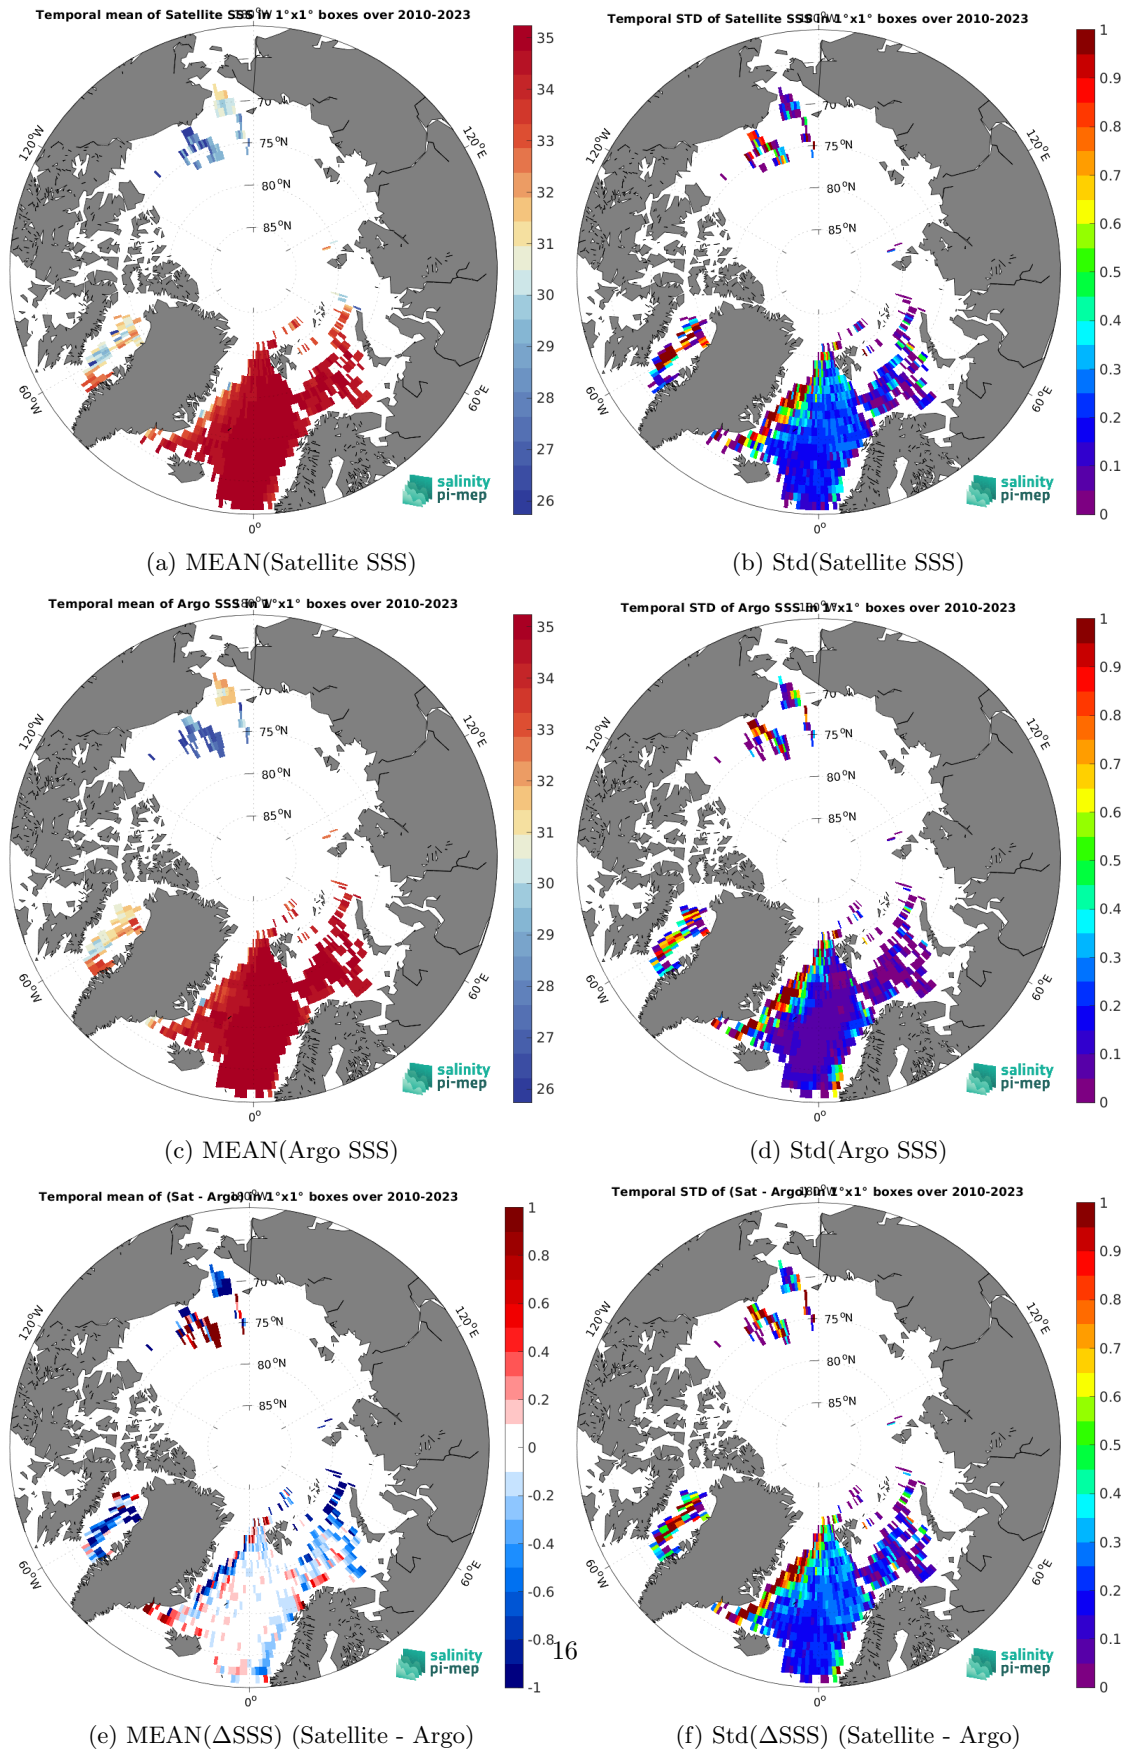 Temporal mean of Satellite SSS in 1°x1° boxes over 2010-2023
Temporal STD of Satellite SSS in 1°x1° boxes over 2010-2023
180°W
120°W
120°E
60°W
60°E
0°
70
75°N
80°N
85°N
35
34
33
32
31
30
29
28
27
26
salinity
pi-mep
180°W
120°W
120°E
60°W
60°E
0°
70
75°N
80°N
85°N
1
0.9
0.8
0.7
0.6
0.5
0.4
0.3
0.2
0.1
0
salinity
pi-mep
(a) MEAN(Satellite SSS)
(b) Std(Satellite SSS)
Temporal mean of Argo SSS in 1°x1° boxes over 2010-2023
Temporal STD of Argo SSS in 1°x1° boxes over 2010-2023
180°W
120°W
120°E
60°W
60°E
0°
70
75°N
80°N
85°N
35
34
33
32
31
30
29
28
27
26
salinity
pi-mep
180°W
120°W
120°E
60°W
60°E
0°
70
75°N
80°N
85°N
1
0.9
0.8
0.7
0.6
0.5
0.4
0.3
0.2
0.1
0
salinity
pi-mep
(c) MEAN(Argo SSS)
(d) Std(Argo SSS)
Temporal mean of (Sat - Argo) in 1°x1° boxes over 2010-2023
Temporal STD of (Sat - Argo) in 1°x1° boxes over 2010-2023
180°W
120°W
120°E
60°W
60°E
0°
70
75°N
80°N
85°N
1
0.8
0.6
0.4
0.2
0
-0.2
-0.4
-0.6
-0.8
-1
salinity
pi-mep
180°W
120°W
120°E
60°W
60°E
0°
70
75°N
80°N
85°N
1
0.9
0.8
0.7
0.6
0.5
0.4
0.3
0.2
0.1
0
salinity
pi-mep
16
(e) MEAN(ΔSSS) (Satellite - Argo)
(f) Std(ΔSSS) (Satellite - Argo)